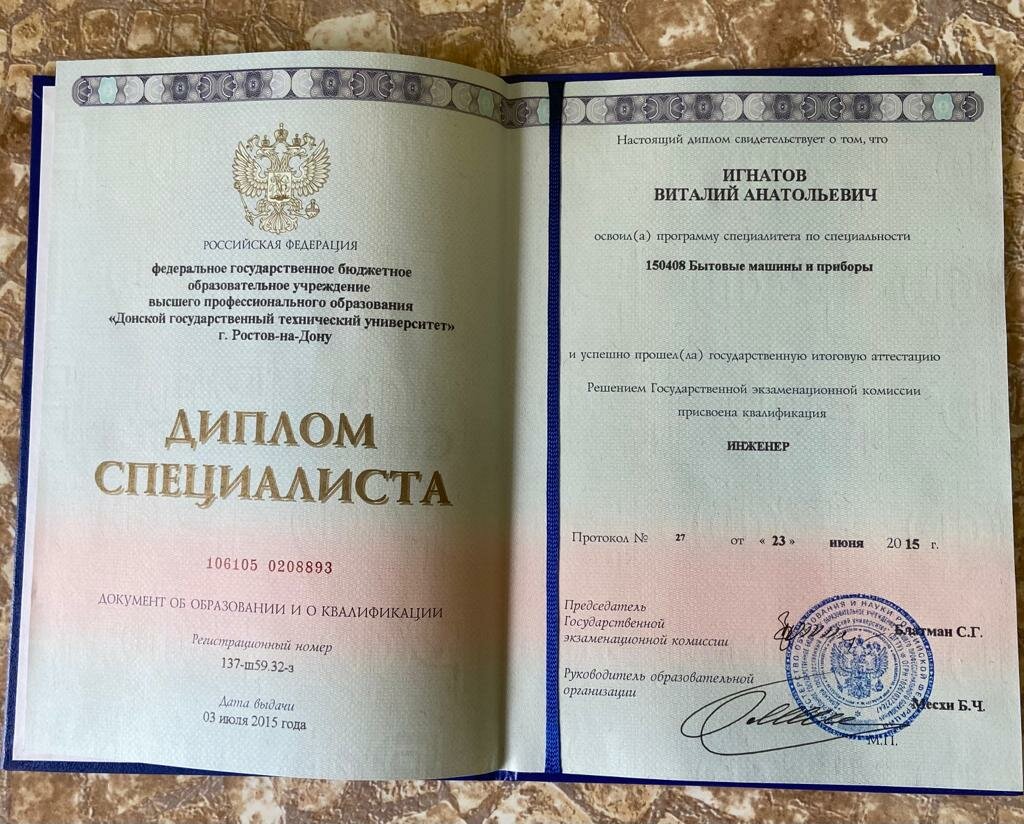 РОССИЙСКАЯ ФЕДЕРАЦИЯ
федеральное государственное бюджетное
образовательное учреждение
высшего профессионального образования
«Донской государственный технический университет»
г. Ростов-на-Дону
ДИПЛОМ
СПЕЦИАЛИСТА
106105 0208893
ДОКУМЕНТ ОБ ОБРАЗОВАНИИ И О КВАЛИФИКАЦИИ
Регистрационный номер
137-ш59.32-з
Дата выдачи
03 июля 2015 года
Настоящий диплом свидетельствует о том, что
ИГНАТОВ
ВИТАЛИЙ АНАТОЛЬЕВИЧ
освоил(а) программу специалитета по специальности
150408 Бытовые машины и приборы
и успешно прошел(ла) государственную итоговую аттестацию
Решением Государственной экзаменационной комиссии
присвоена квалификация
ИНЖЕНЕР
Протокол № 27 от « 23 » июня 20 15 г.
Председатель
Государственной
экзаменационной комиссии
Блатман С.Г.
Руководитель образовательной
организации
Месхи Б.Ч.
М.П.